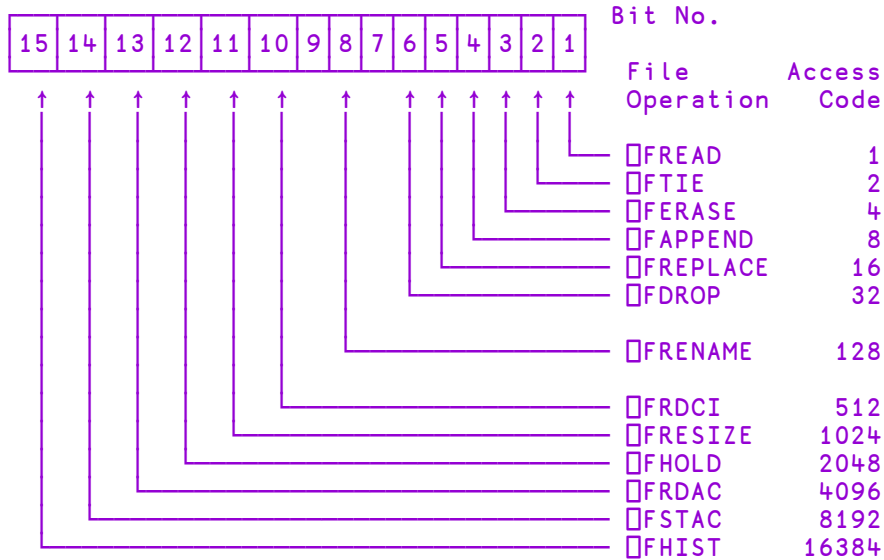 Bit No.
15 14 13 12 11 10 9 8 7 6 5 4 3 2 1
File Access
Operation Code
⎕FREAD 1
⎕FTIE 2
⎕FERASE 4
⎕FAPPEND 8
⎕FREPLACE 16
⎕FDROP 32
⎕FRENAME 128
⎕FRDCI 512
⎕FRESIZE 1024
⎕FHOLD 2048
⎕FRDAC 4096
⎕FSTAC 8192
⎕FHIST 16384